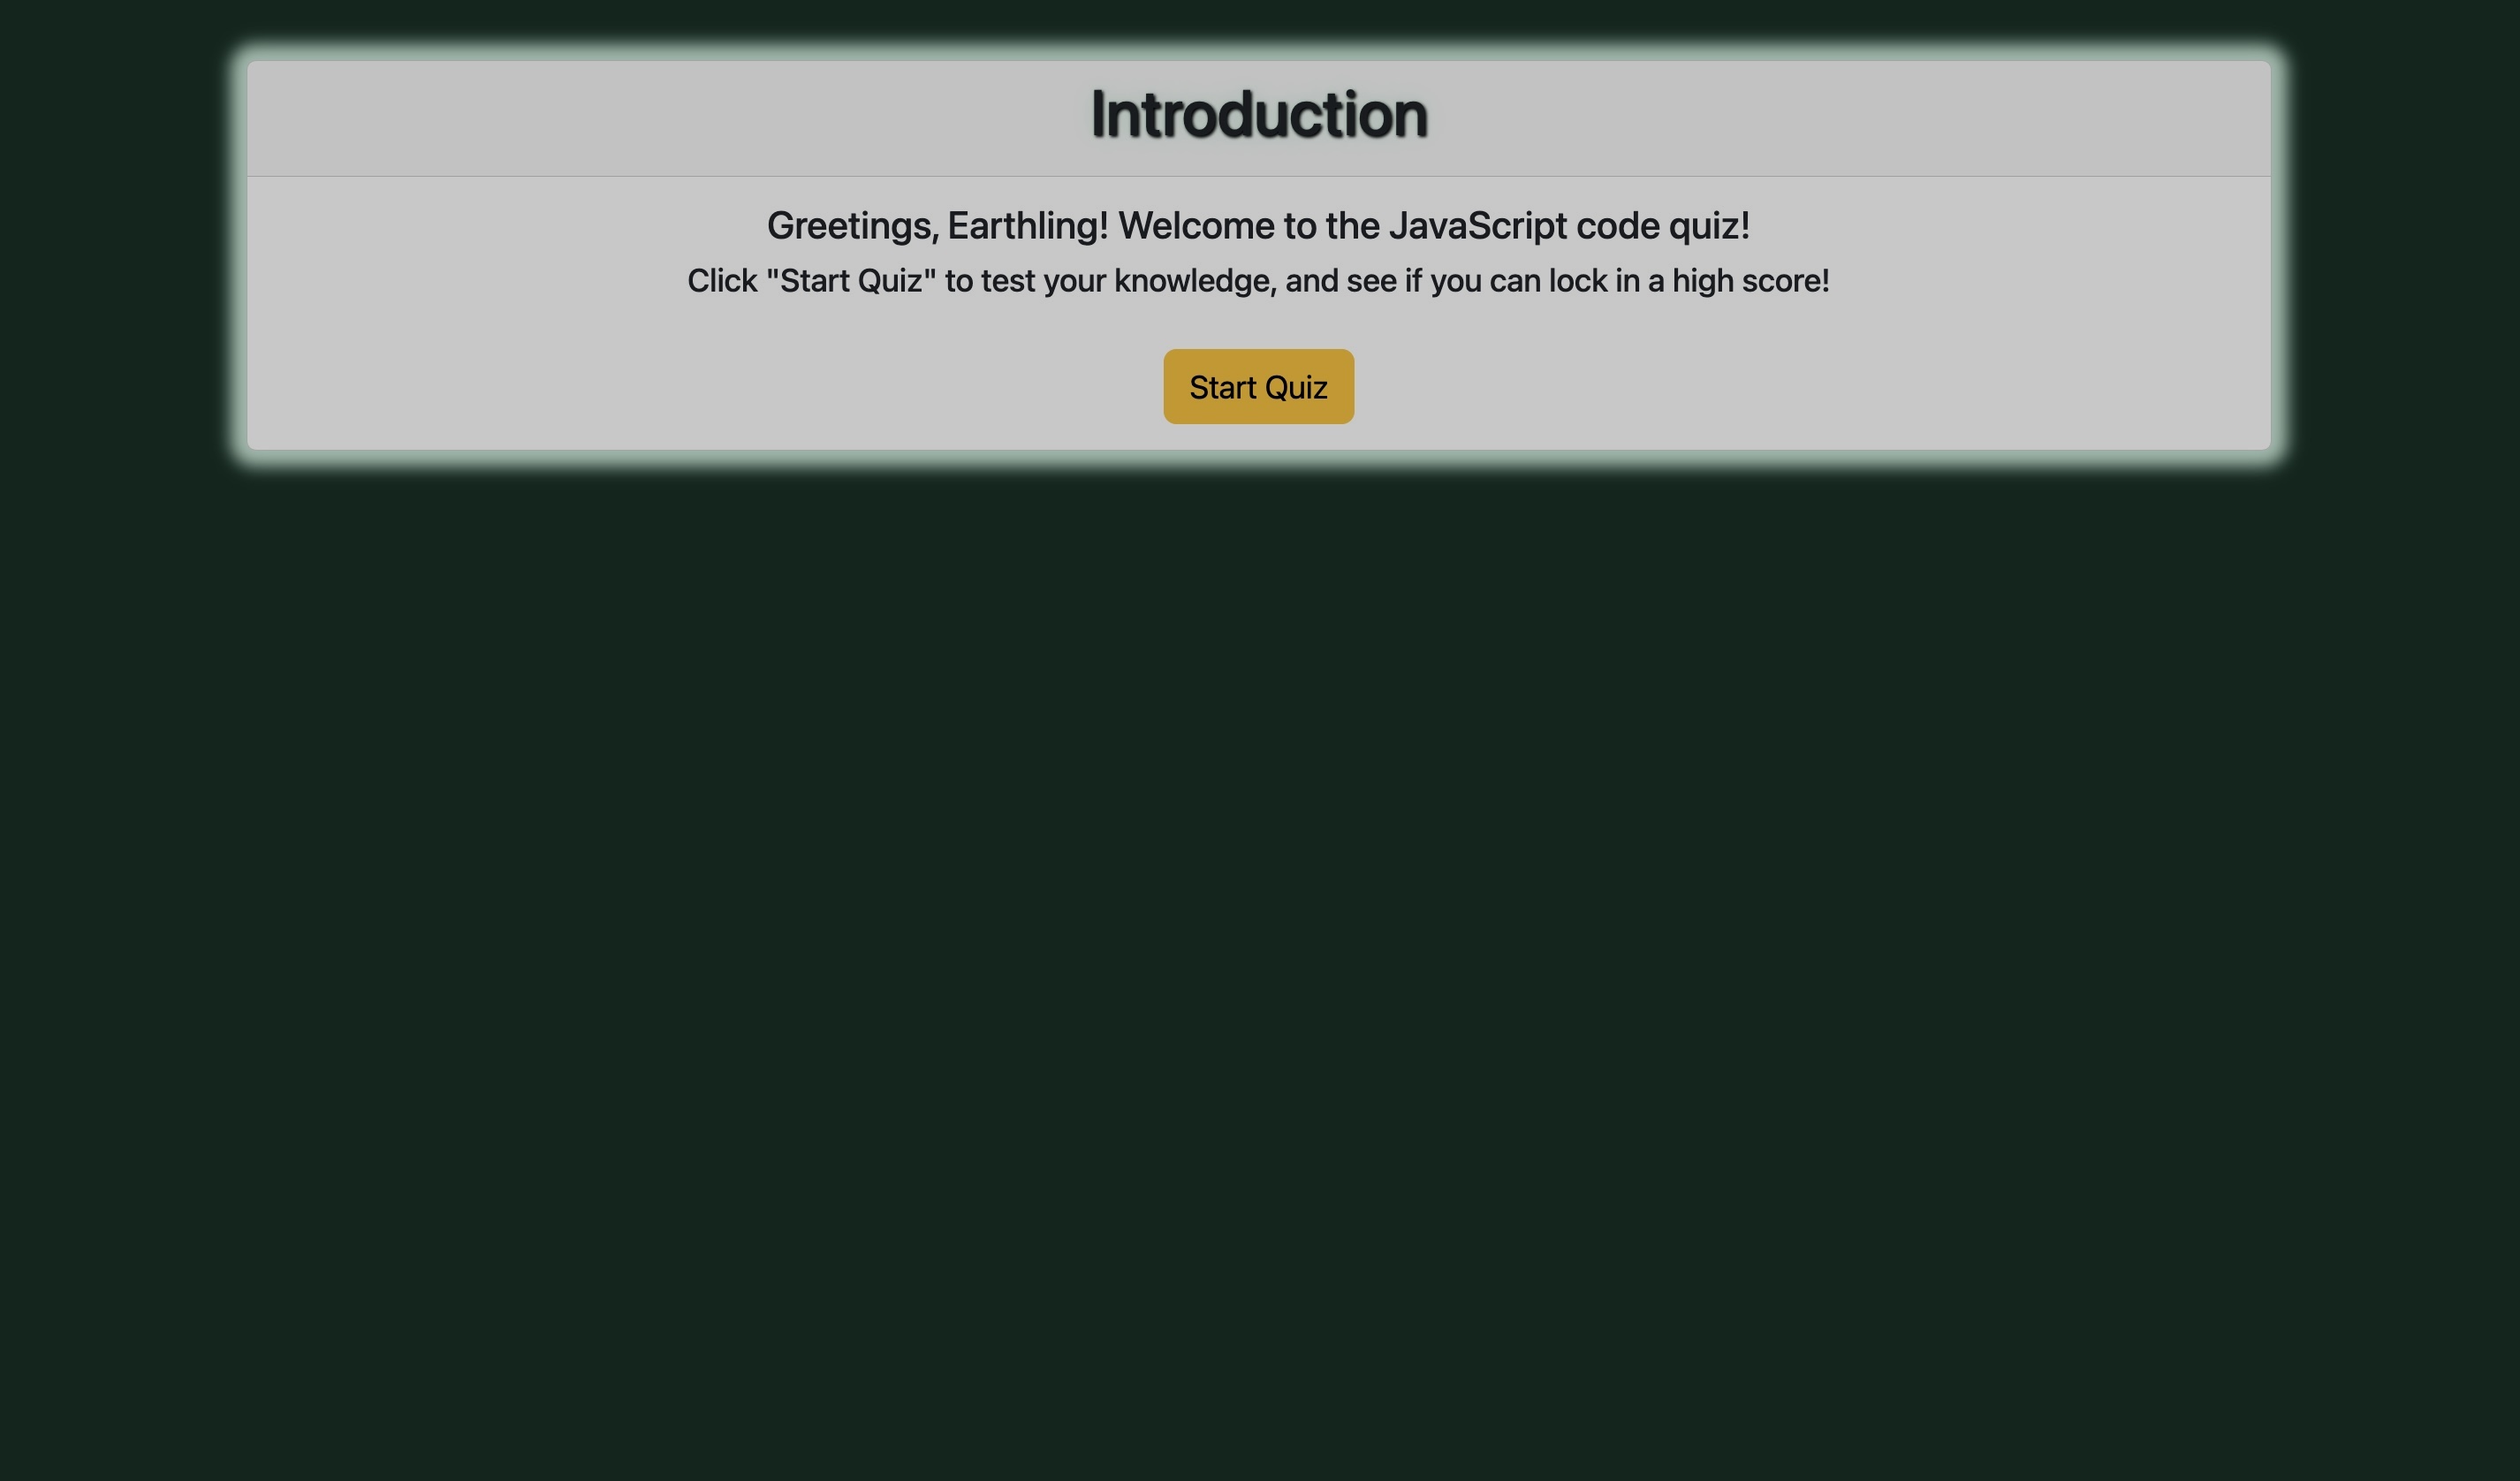 Introduction
Greetings, Earthling! Welcome to the JavaScript code quiz!
Click "Start Quiz" to test your knowledge, and see if you can lock in a high score!
Start Quiz